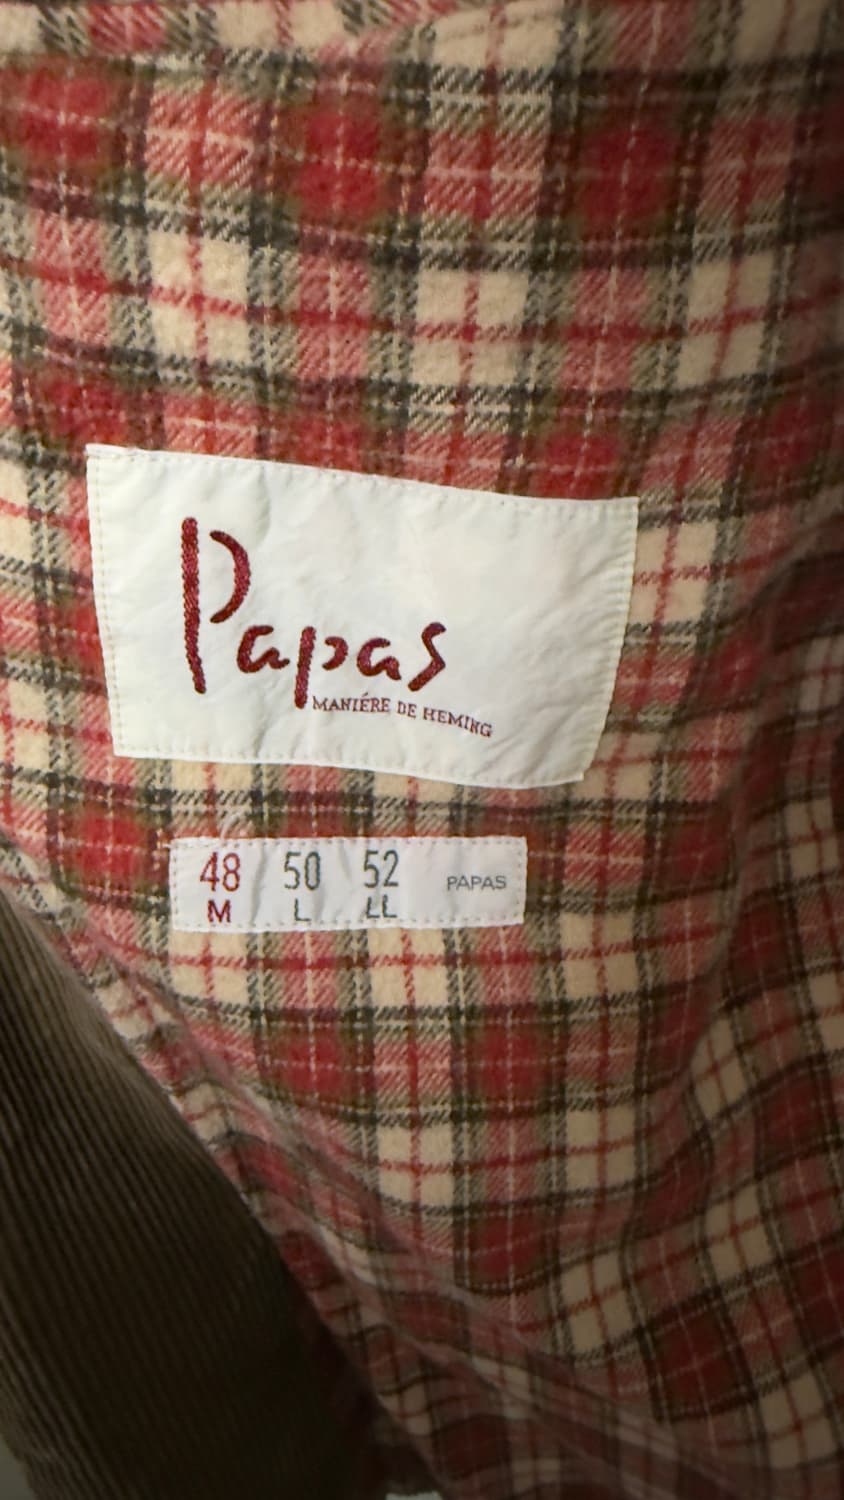 Papas
MANIÉRE DE HEMING
48 50 52 PAPAS
M L LL